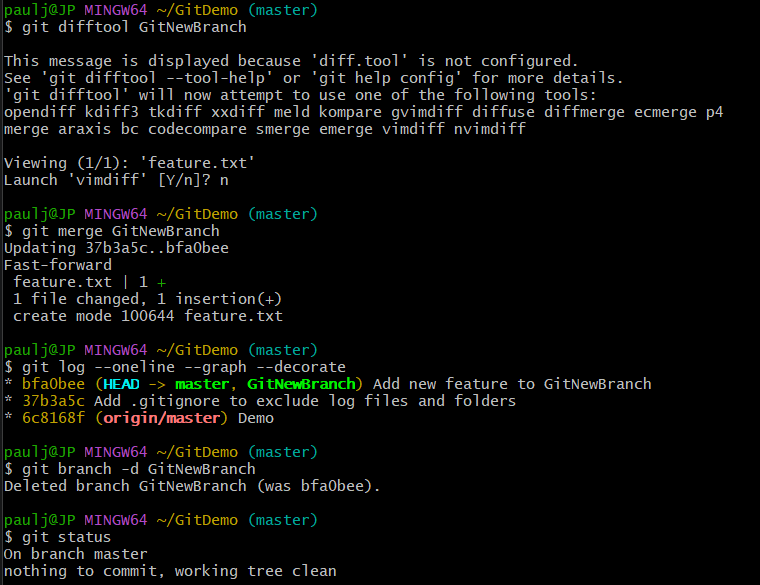 paulj@JP MINGW64 ~/GitDemo (master)
$ git difftool GitNewBranch

This message is displayed because 'diff.tool' is not configured.
See 'git difftool --tool-help' or 'git help config' for more details.
'git difftool' will now attempt to use one of the following tools:
opendiff kdiff3 tkdiff xxdiff meld kompare gvimdiff diffuse diffmerge ecmerge p4
merge araxis bc codecompare smerge emerge vimdiff nvimdiff

Viewing (1/1): 'feature.txt'
Launch 'vimdiff' [Y/n]? n

paulj@JP MINGW64 ~/GitDemo (master)
$ git merge GitNewBranch
Updating 37b3a5c..bfa0bee
Fast-forward
 feature.txt | 1 +
 1 file changed, 1 insertion(+)
 create mode 100644 feature.txt

paulj@JP MINGW64 ~/GitDemo (master)
$ git log --oneline --graph --decorate
* bfa0bee (HEAD -> master, GitNewBranch) Add new feature to GitNewBranch
* 37b3a5c Add .gitignore to exclude log files and folders
* 6c8168f (origin/master) Demo

paulj@JP MINGW64 ~/GitDemo (master)
$ git branch -d GitNewBranch
Deleted branch GitNewBranch (was bfa0bee).

paulj@JP MINGW64 ~/GitDemo (master)
$ git status
On branch master
nothing to commit, working tree clean